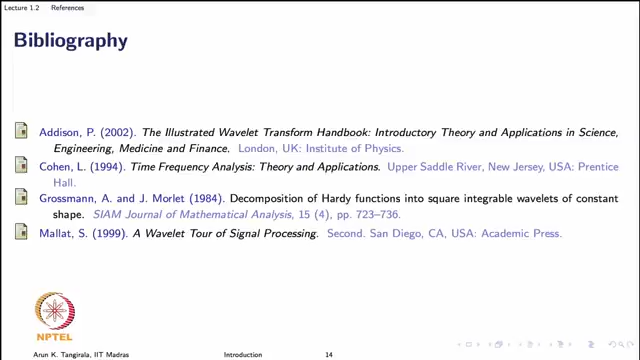 Lecture 1.2 References
Bibliography
Addison, P. (2002). The Illustrated Wavelet Transform Handbook: Introductory Theory and Applications in Science,
Engineering, Medicine and Finance. London, UK: Institute of Physics.
Cohen, L. (1994). Time Frequency Analysis: Theory and Applications. Upper Saddle River, New Jersey, USA: Prentice
Hall.
Grossmann, A. and J. Morlet (1984). Decomposition of Hardy functions into square integrable wavelets of constant
shape. SIAM Journal of Mathematical Analysis, 15 (4), pp. 723–736.
Mallat, S. (1999). A Wavelet Tour of Signal Processing. Second. San Diego, CA, USA: Academic Press.
NPTEL
Arun K. Tangirala, IIT Madras Introduction 14